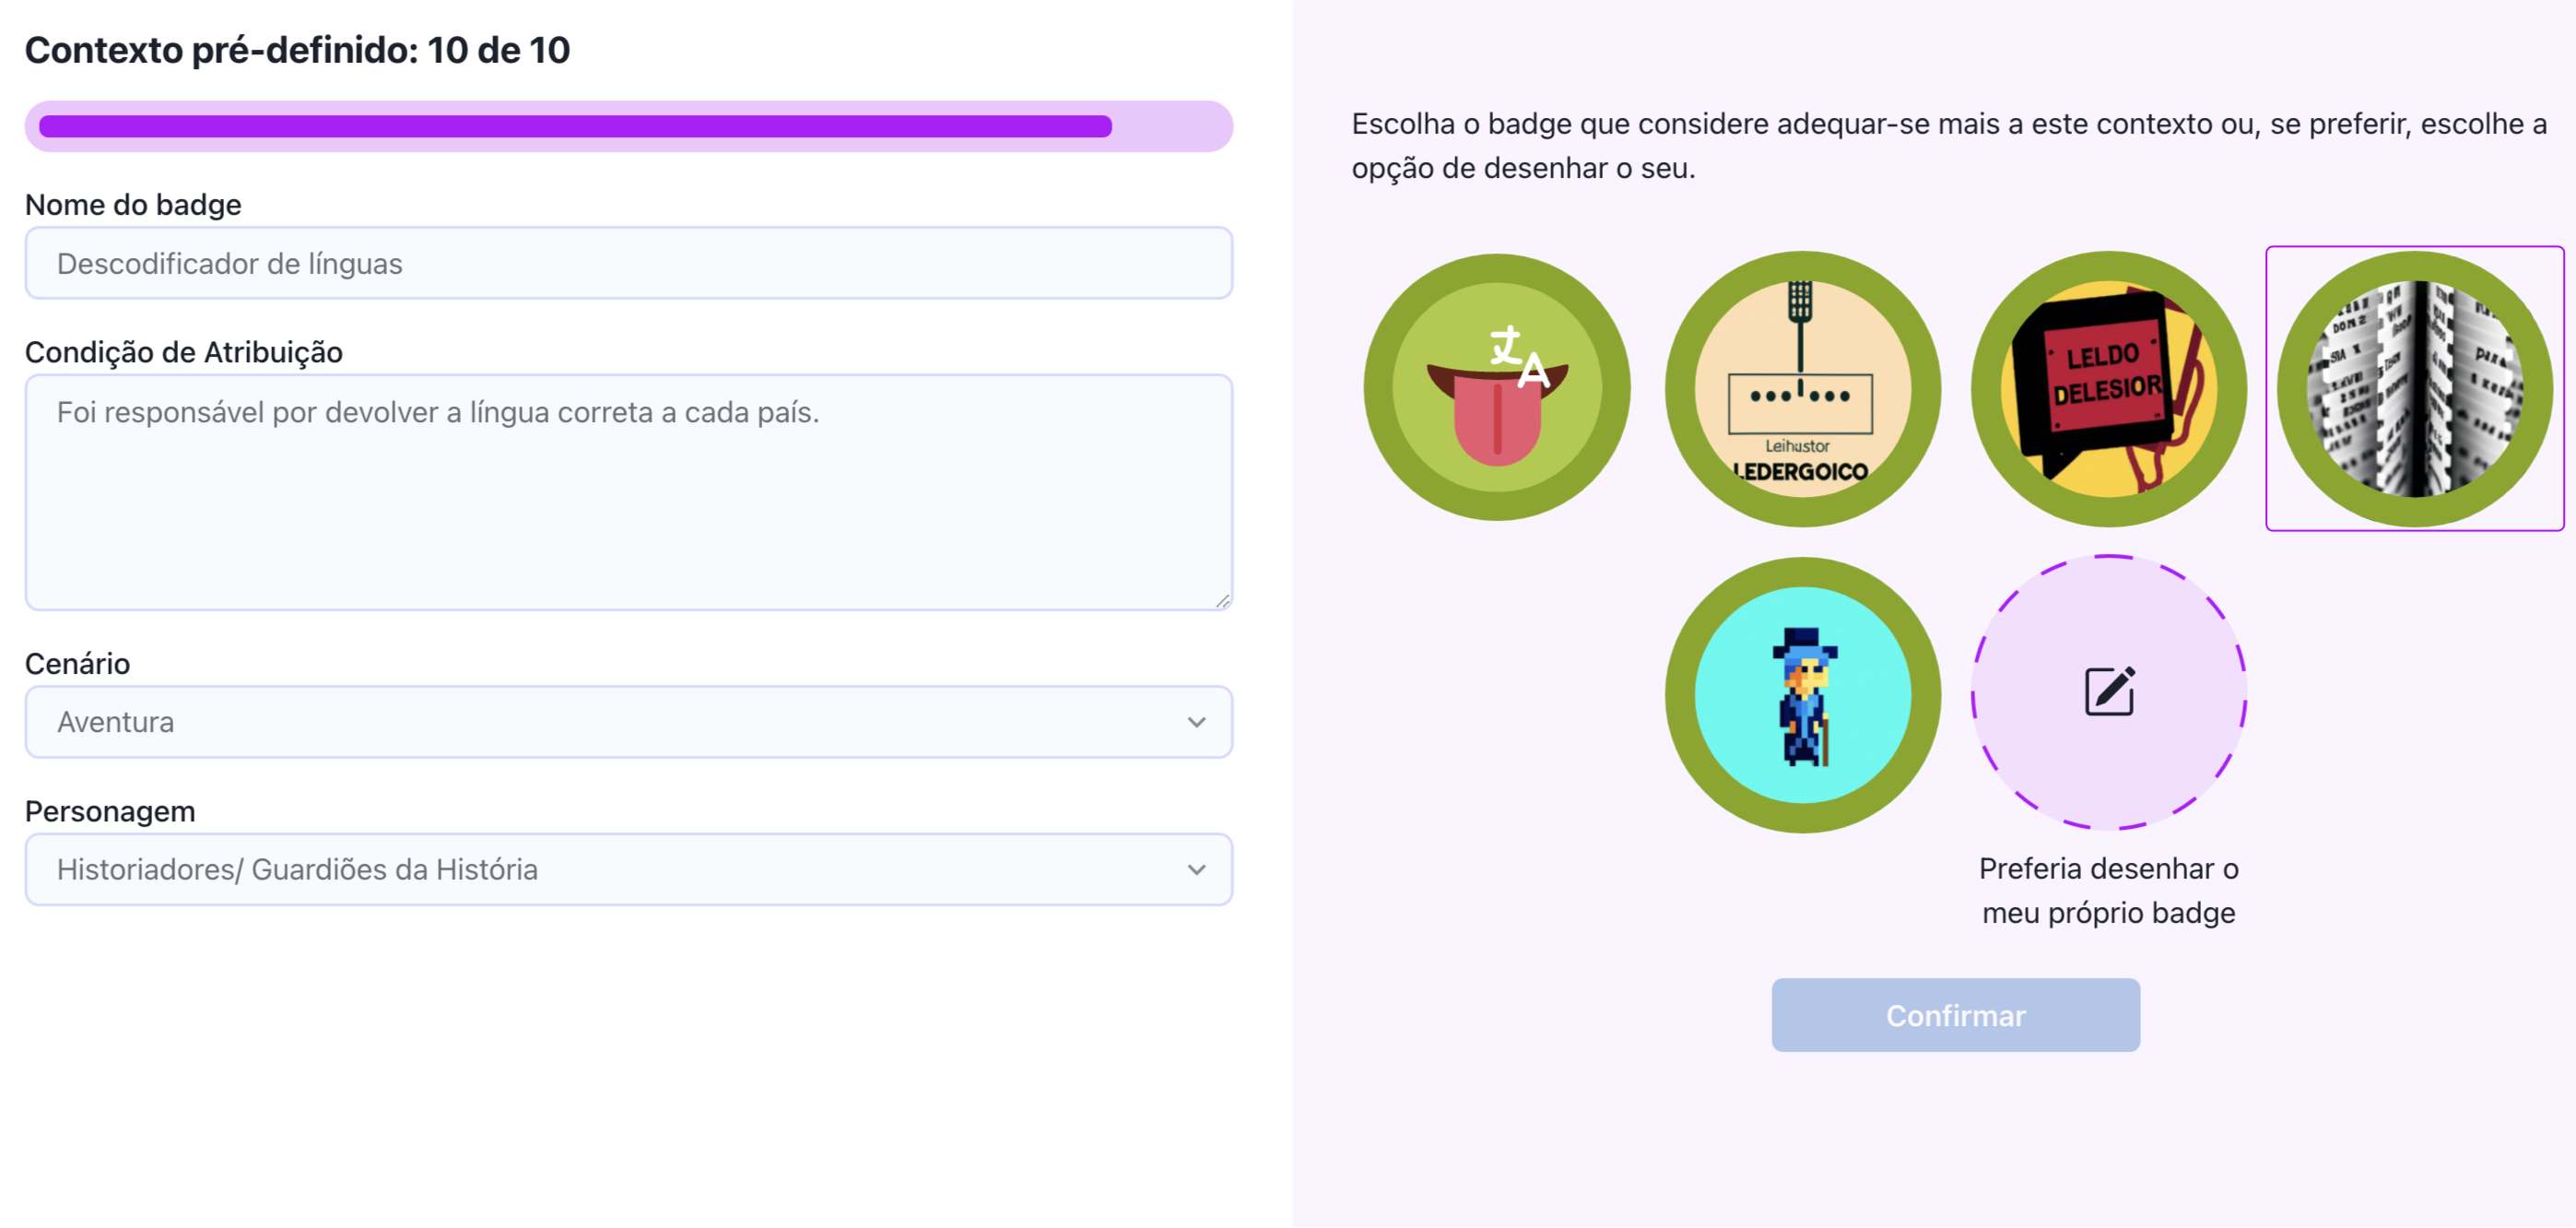 Contexto pré-definido: 10 de 10
Nome do badge
Descodificador de línguas
Condição de Atribuição
Foi responsável por devolver a língua correta a cada país.
Cenário
Aventura
Personagem
Historiadores/ Guardiões da História
Escolha o badge que considere adequar-se mais a este contexto ou, se preferir, escolhe a
opção de desenhar o seu.
文A
Leihustor
LEDERGOICO
LELDO
DELESIOR
Preferia desenhar o
meu próprio badge
Confirmar